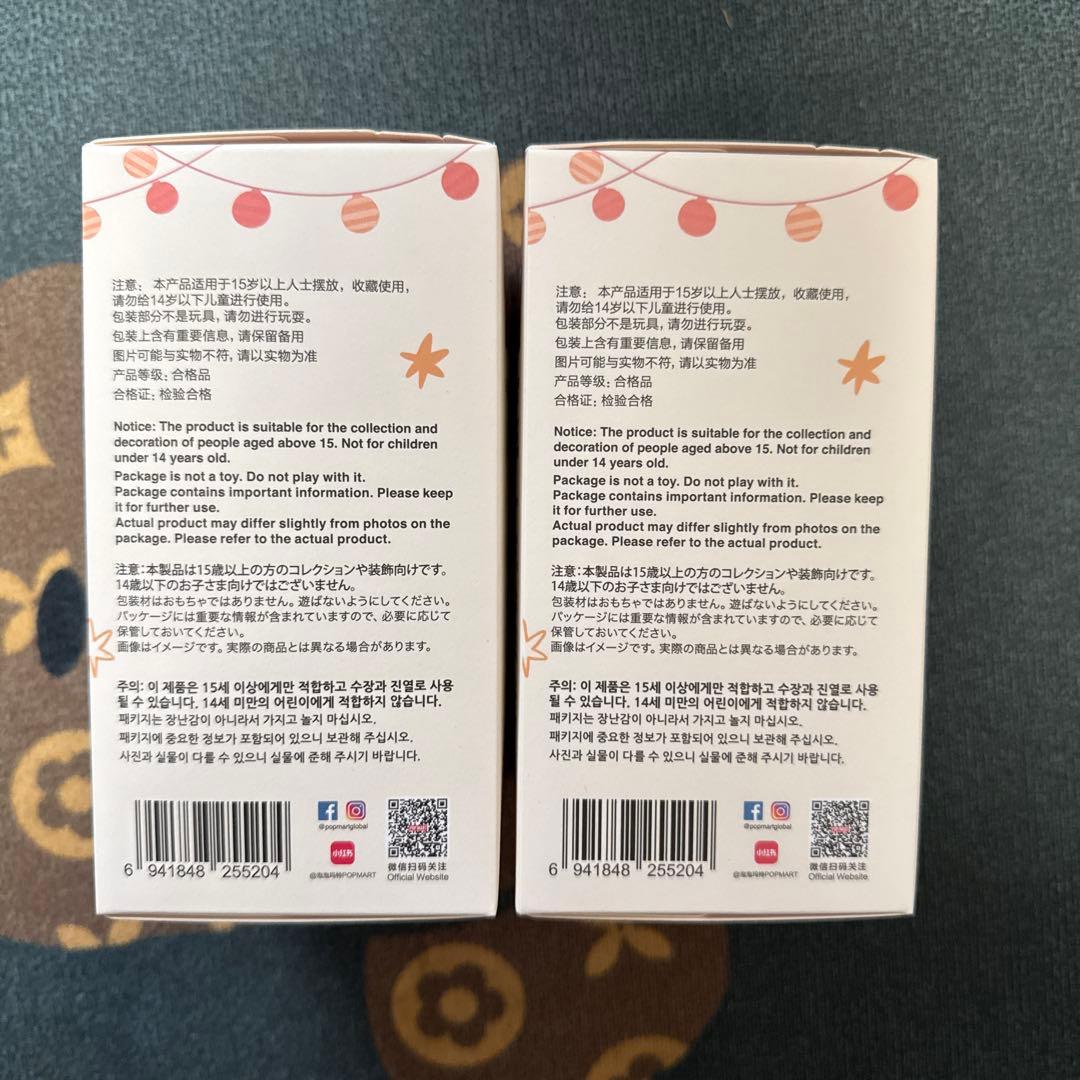 注意： 本产品适用于15岁以上人士摆放，收藏使用，
请勿给14岁以下儿童进行使用。
包装部分不是玩具，请勿进行玩耍。
包装上含有重要信息，请保留备用
图片可能与实物不符，请以实物为准
产品等级：合格品
合格证：检验合格
Notice: The product is suitable for the collection and
decoration of people aged above 15. Not for children
under 14 years old.
Package is not a toy. Do not play with it.
Package contains important information. Please keep
it for further use.
Actual product may differ slightly from photos on the
package. Please refer to the actual product.
注意：本製品は15歳以上の方のコレクションや装飾向けです。
14歳以下のお子さま向けではございません。
包装材はおもちゃではありません。遊ばないようにしてください。
パッケージには重要な情報が含まれていますので、必要に応じて
保管しておいてください。
画像はイメージです。実際の商品とは異なる場合があります。
주의: 이 제품은 15세 이상에게만 적합하고 수장과 진열로 사용
될 수 있습니다. 14세 미만의 어린이에게 적합하지 않습니다.
패키지는 장난감이 아니라서 가지고 놀지 마십시오.
패키지에 중요한 정보가 포함되어 있으니 보관해 주십시오.
사진과 실물이 다를 수 있으니 실물에 준해 주시기 바랍니다.
@popmartglobal
小红书
@泡泡玛特POPMART
微信扫码关注
Official Website
6 941848 255204
注意： 本产品适用于15岁以上人士摆放，收藏使用，
请勿给14岁以下儿童进行使用。
包装部分不是玩具，请勿进行玩耍。
包装上含有重要信息，请保留备用
图片可能与实物不符，请以实物为准
产品等级：合格品
合格证：检验合格
Notice: The product is suitable for the collection and
decoration of people aged above 15. Not for children
under 14 years old.
Package is not a toy. Do not play with it.
Package contains important information. Please keep
it for further use.
Actual product may differ slightly from photos on the
package. Please refer to the actual product.
注意：本製品は15歳以上の方のコレクションや装飾向けです。
14歳以下のお子さま向けではございません。
包装材はおもちゃではありません。遊ばないようにしてください。
パッケージには重要な情報が含まれていますので、必要に応じて
保管しておいてください。
画像はイメージです。実際の商品とは異なる場合があります。
주의: 이 제품은 15세 이상에게만 적합하고 수장과 진열로 사용
될 수 있습니다. 14세 미만의 어린이에게 적합하지 않습니다.
패키지는 장난감이 아니라서 가지고 놀지 마십시오.
패키지에 중요한 정보가 포함되어 있으니 보관해 주십시오.
사진과 실물이 다를 수 있으니 실물에 준해 주시기 바랍니다.
@popmartglobal
小红书
@泡泡玛特POPMART
微信扫码关注
Official Website
6 941848 255204